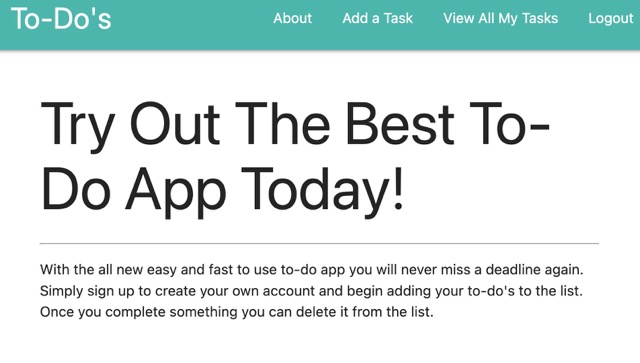 To-Do's About Add a Task View All My Tasks Logout
Try Out The Best To-
Do App Today!
With the all new easy and fast to use to-do app you will never miss a deadline again.
Simply sign up to create your own account and begin adding your to-do's to the list.
Once you complete something you can delete it from the list.